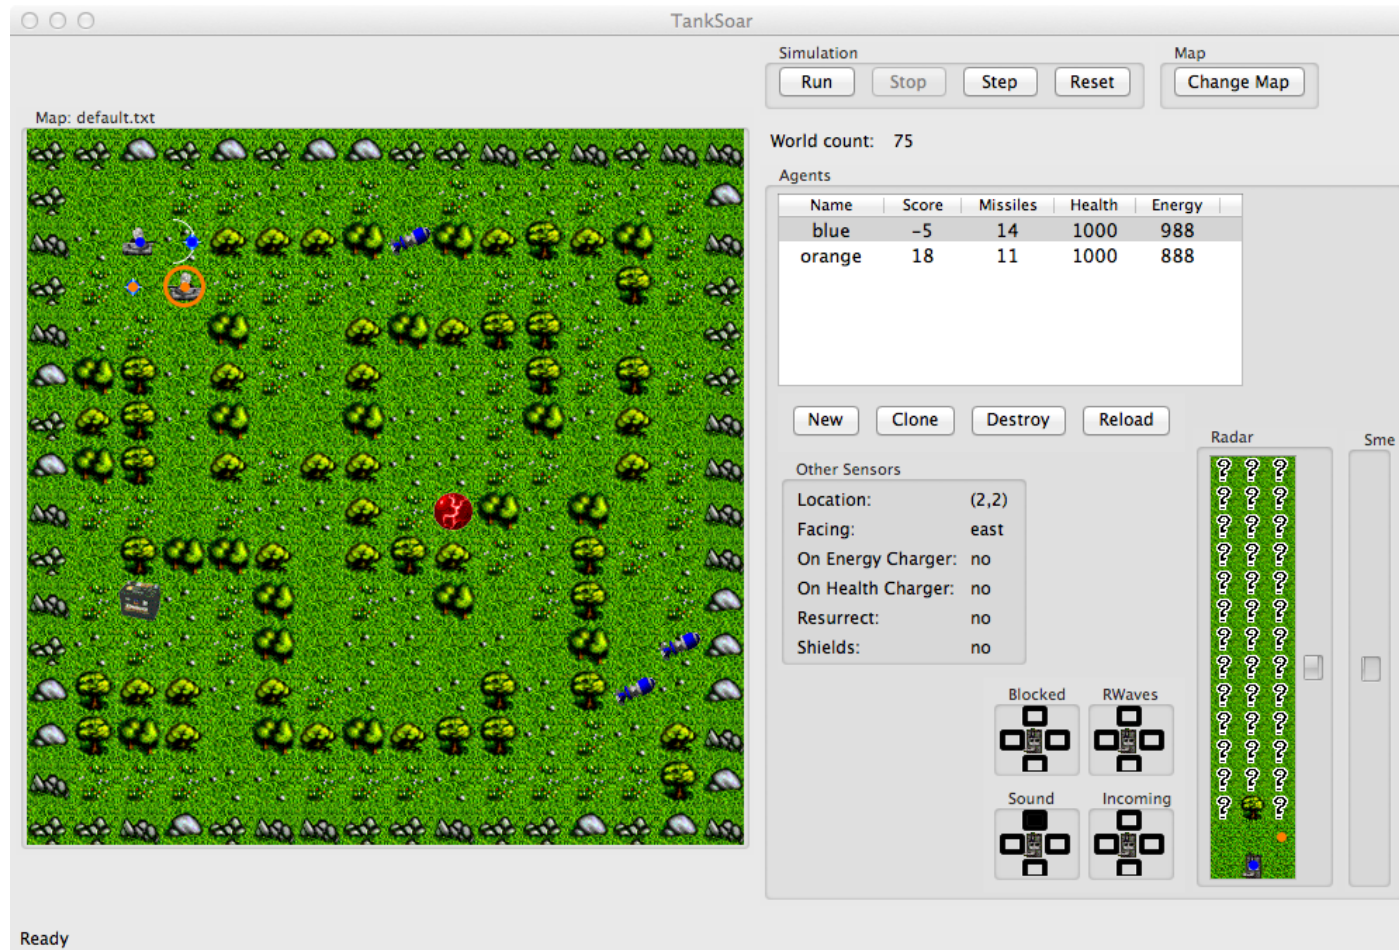 TankSoar
Simulation
Map
Run
Stop
Step
Reset
Change Map
Map: default.txt
World count: 75
Agents
Name Score Missiles Health Energy
blue −5 14 1000 988
orange 18 11 1000 888
New
Clone
Destroy
Reload
Radar
Sme
Other Sensors
Location: (2,2)
Facing: east
On Energy Charger: no
On Health Charger: no
Resurrect: no
Shields: no
? ? ?
? ? ?
? ? ?
? ? ?
? ? ?
? ? ?
? ? ?
? ? ?
? ? ?
? ? ?
? ? ?
? ? ?
? ?
Blocked
RWaves
Sound
Incoming
Ready